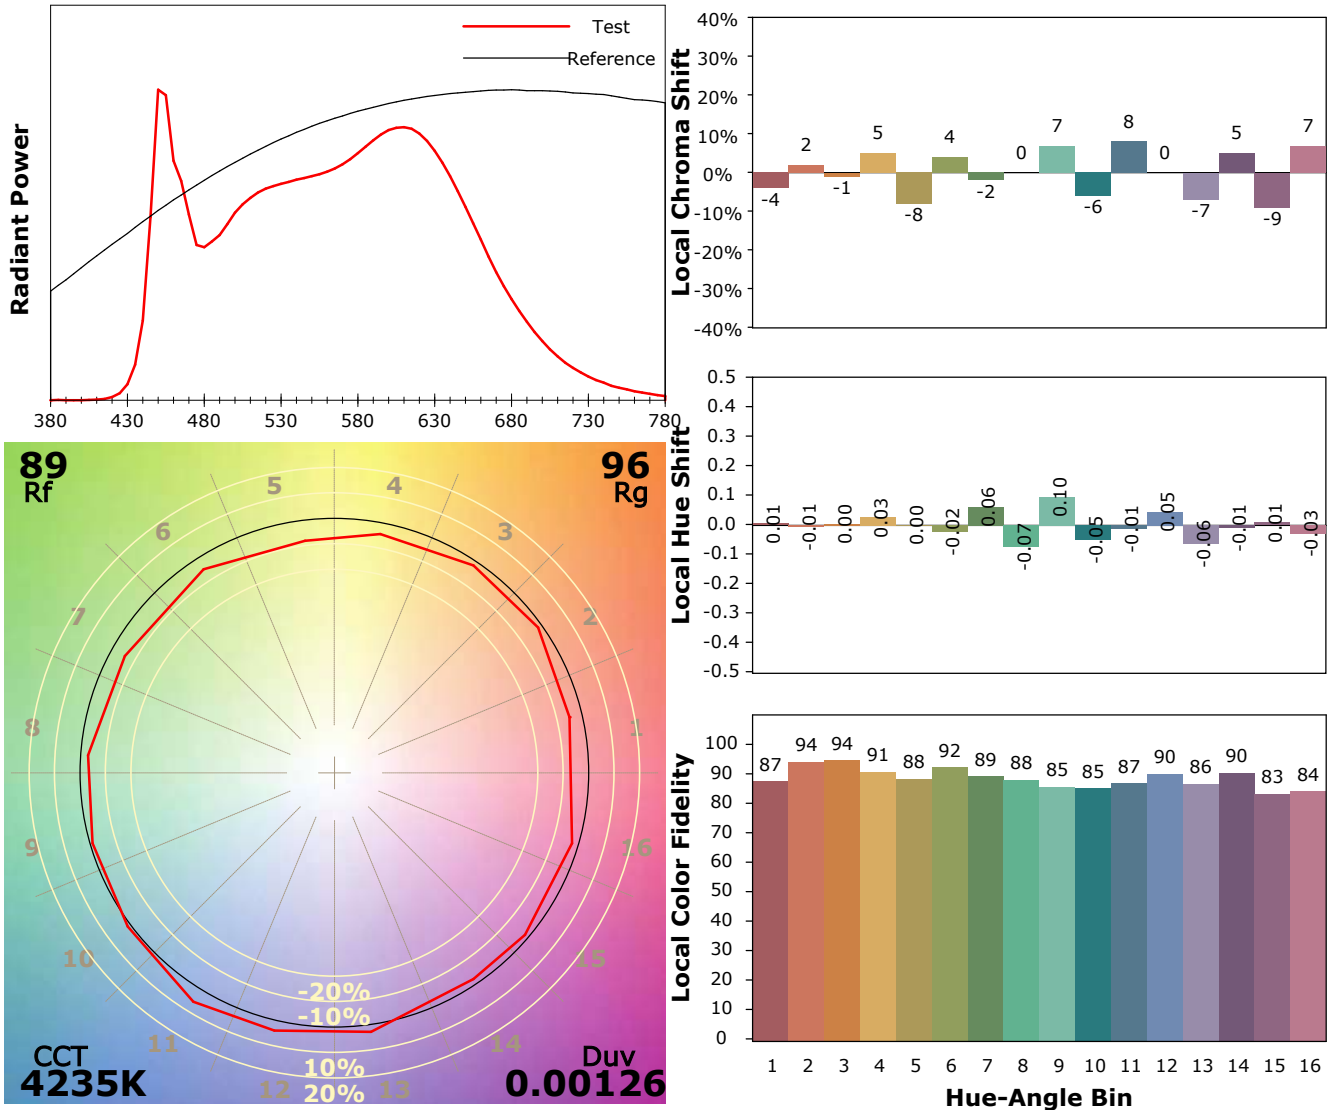 Test
Reference
Radiant Power
380 430 480 530 580 630 680 730 780
40%
30%
20%
10%
0%
-10%
-20%
-30%
-40%
Local Chroma Shift
-4 2 -1 5 -8 4 -2 0 7 -6 8 0 -7 5 -9 7
89
Rf
96
Rg
5 4
6 3
7 2
8 1
9 16
10 15
11 14
12 13
-20%
-10%
10%
20%
CCT
4235K
Duv
0.00126
0.5
0.4
0.3
0.2
0.1
0.0
-0.1
-0.2
-0.3
-0.4
-0.5
Local Hue Shift
0.01 -0.01 0.00 0.03 0.00 -0.02 0.06 -0.07 0.10 -0.05 -0.01 0.05 -0.06 -0.01 0.01 -0.03
100
90
80
70
60
50
40
30
20
10
0
Local Color Fidelity
87 94 94 91 88 92 89 88 85 85 87 90 86 90 83 84
1 2 3 4 5 6 7 8 9 10 11 12 13 14 15 16
Hue-Angle Bin